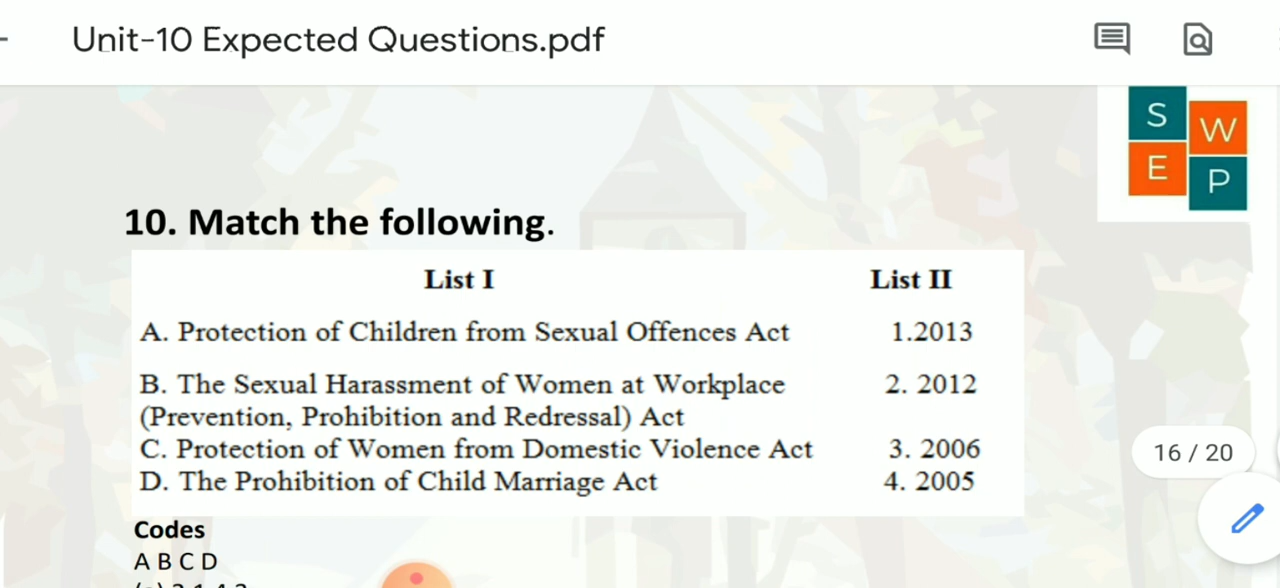 Unit-10 Expected Questions.pdf
S W
E P
10. Match the following.
List I List II
A. Protection of Children from Sexual Offences Act 1.2013
B. The Sexual Harassment of Women at Workplace 2. 2012
(Prevention, Prohibition and Redressal) Act
C. Protection of Women from Domestic Violence Act 3. 2006
D. The Prohibition of Child Marriage Act 4. 2005
16 / 20
Codes
A B C D